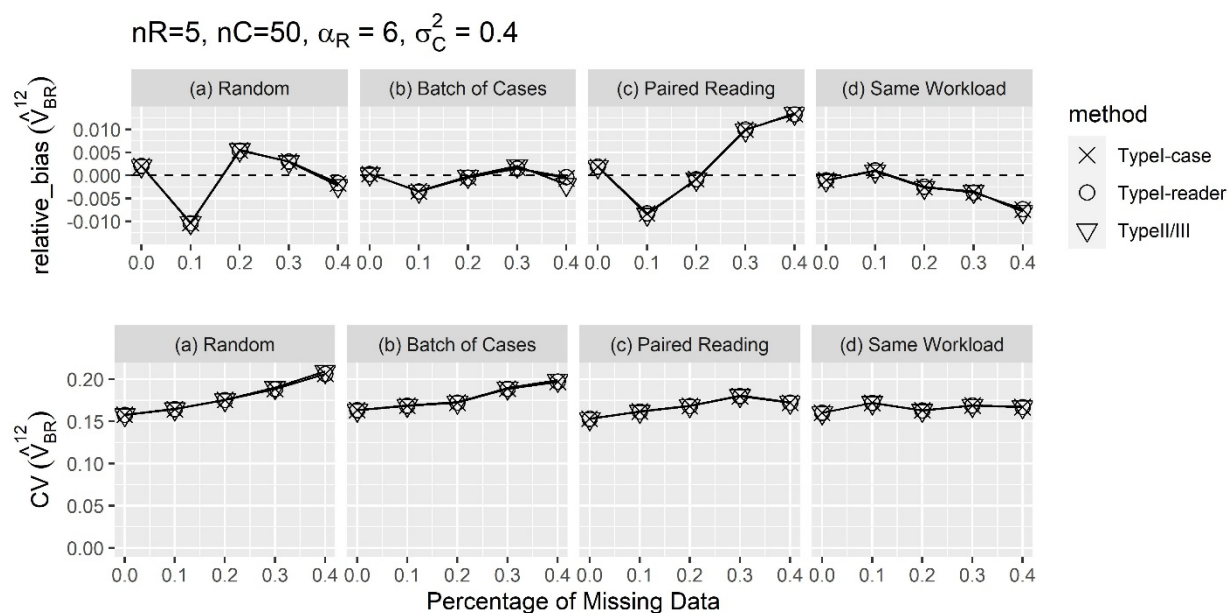 nR=5, nC=50, α_R = 6, σ_C^2 = 0.4
(a) Random (b) Batch of Cases (c) Paired Reading (d) Same Workload
relative_bias (V̂_BR^12)
0.010
0.005
0.000
-0.005
-0.010
0.0 0.1 0.2 0.3 0.4 0.0 0.1 0.2 0.3 0.4 0.0 0.1 0.2 0.3 0.4 0.0 0.1 0.2 0.3 0.4
method
TypeI-case
TypeI-reader
TypeII/III
(a) Random (b) Batch of Cases (c) Paired Reading (d) Same Workload
CV (V̂_BR^12)
0.20
0.15
0.10
0.05
0.00
0.0 0.1 0.2 0.3 0.4 0.0 0.1 0.2 0.3 0.4 0.0 0.1 0.2 0.3 0.4 0.0 0.1 0.2 0.3 0.4
Percentage of Missing Data